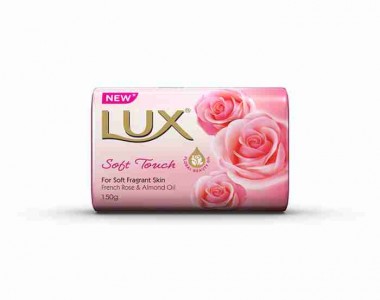 NEW
LUX
Soft Touch
For Soft Fragrant Skin
French Rose & Almond Oil
150g